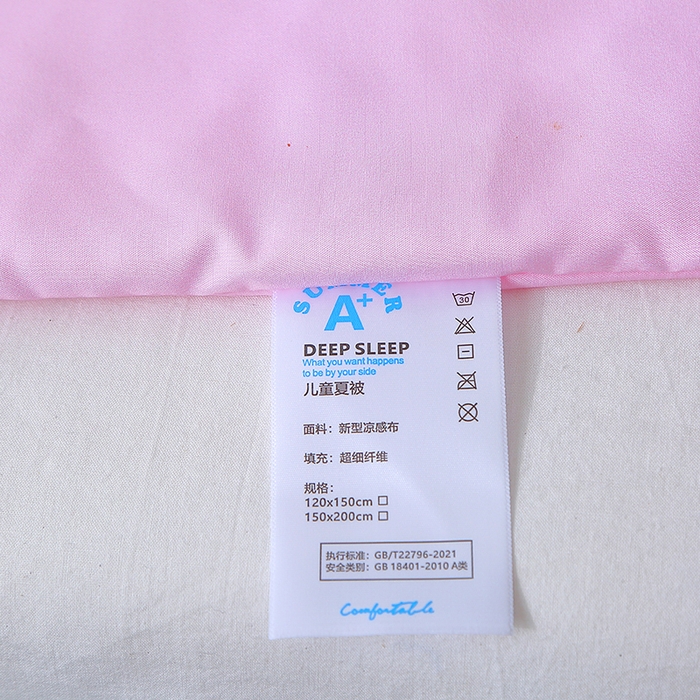 SUMMER
A+
30
DEEP SLEEP
What you want happens
to be by your side
儿童夏被
面料：新型凉感布
填充：超细纤维
规格：
120x150cm □
150x200cm □
执行标准：GB/T22796-2021
安全类别：GB 18401-2010 A类
Comfortable